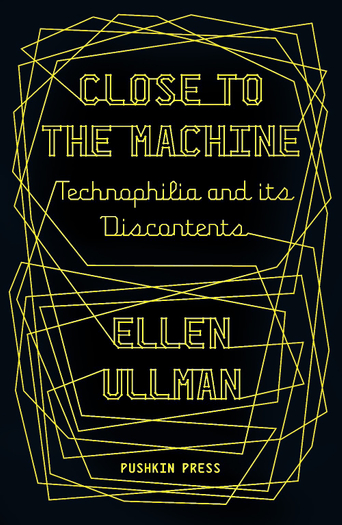 CLOSE TO
THE MACHINE
Technophilia and its
Discontents
ELLEN
ULLMAN
PUSHKIN PRESS